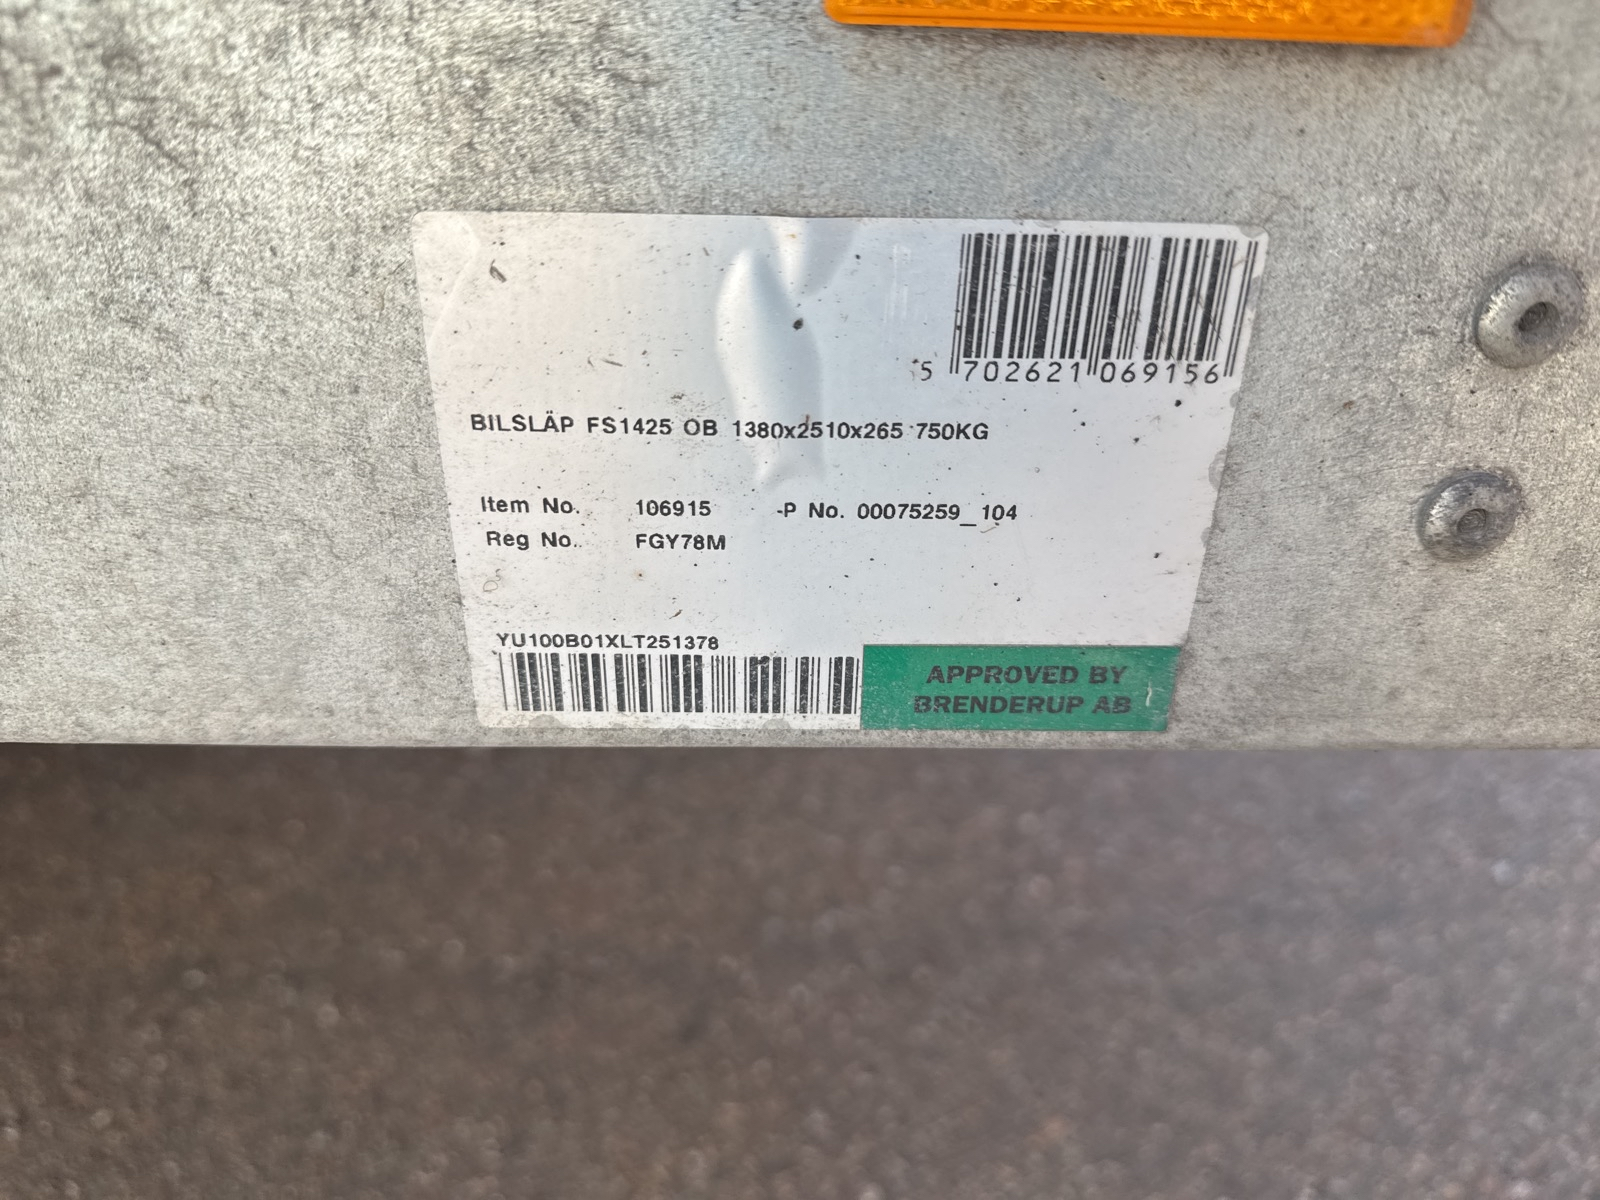 5 702621 069156
BILSLÄP FS1425 OB 1380x2510x265 750KG
Item No. 106915 -P No. 00075259_104
Reg No.. FGY78M
YU100B01XLT251378
APPROVED BY
BRENDERUP AB